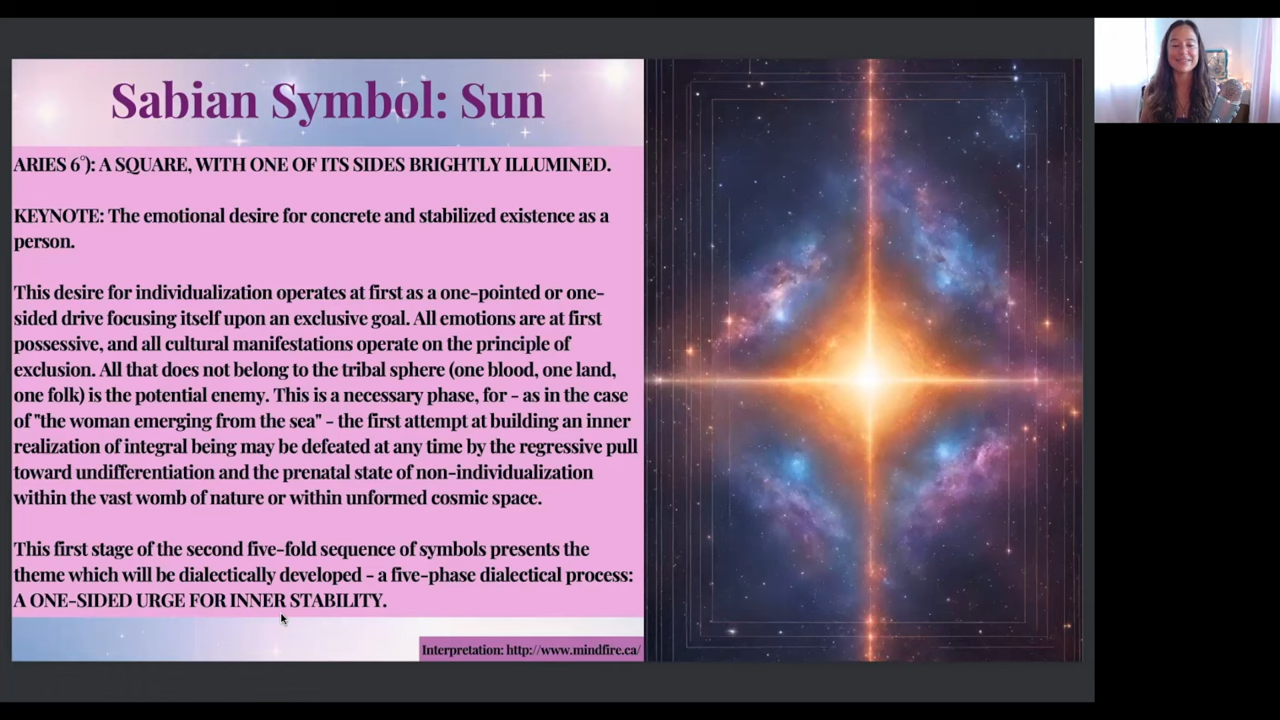 Sabian Symbol: Sun
ARIES 6°): A SQUARE, WITH ONE OF ITS SIDES BRIGHTLY ILLUMINED.
KEYNOTE: The emotional desire for concrete and stabilized existence as a
person.
This desire for individualization operates at first as a one-pointed or one-
sided drive focusing itself upon an exclusive goal. All emotions are at first
possessive, and all cultural manifestations operate on the principle of
exclusion. All that does not belong to the tribal sphere (one blood, one land,
one folk) is the potential enemy. This is a necessary phase, for - as in the case
of "the woman emerging from the sea" - the first attempt at building an inner
realization of integral being may be defeated at any time by the regressive pull
toward undifferentiation and the prenatal state of non-individualization
within the vast womb of nature or within unformed cosmic space.
This first stage of the second five-fold sequence of symbols presents the
theme which will be dialectically developed - a five-phase dialectical process:
A ONE-SIDED URGE FOR INNER STABILITY.
Interpretation: http://www.mindfire.ca/